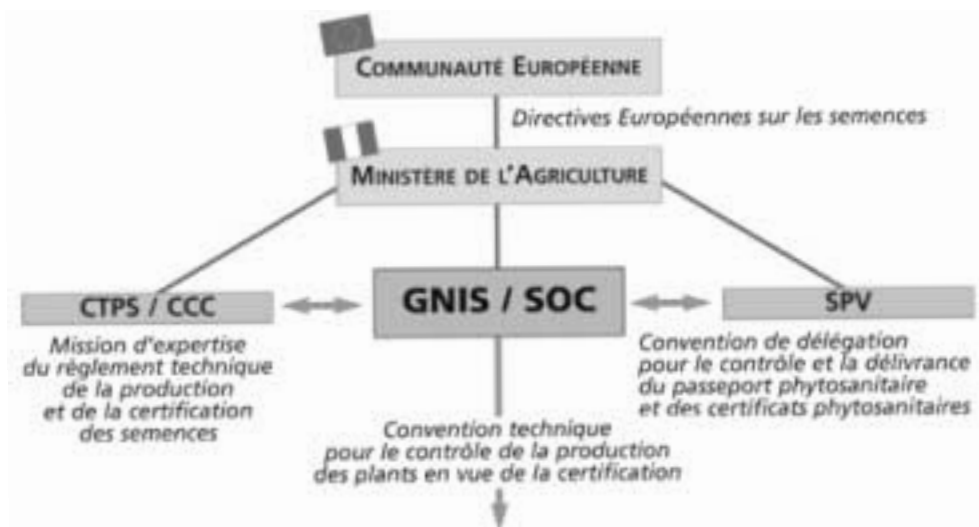 COMMUNAUTÉ EUROPÉENNE
Directives Européennes sur les semences
MINISTÈRE DE L'AGRICULTURE
CTPS / CCC
GNIS / SOC
SPV
Mission d'expertise
du règlement technique
de la production
et de la certification
des semences
Convention technique
pour le contrôle de la production
des plants en vue de la certification
Convention de délégation
pour le contrôle et la délivrance
du passeport phytosanitaire
et des certificats phytosanitaires